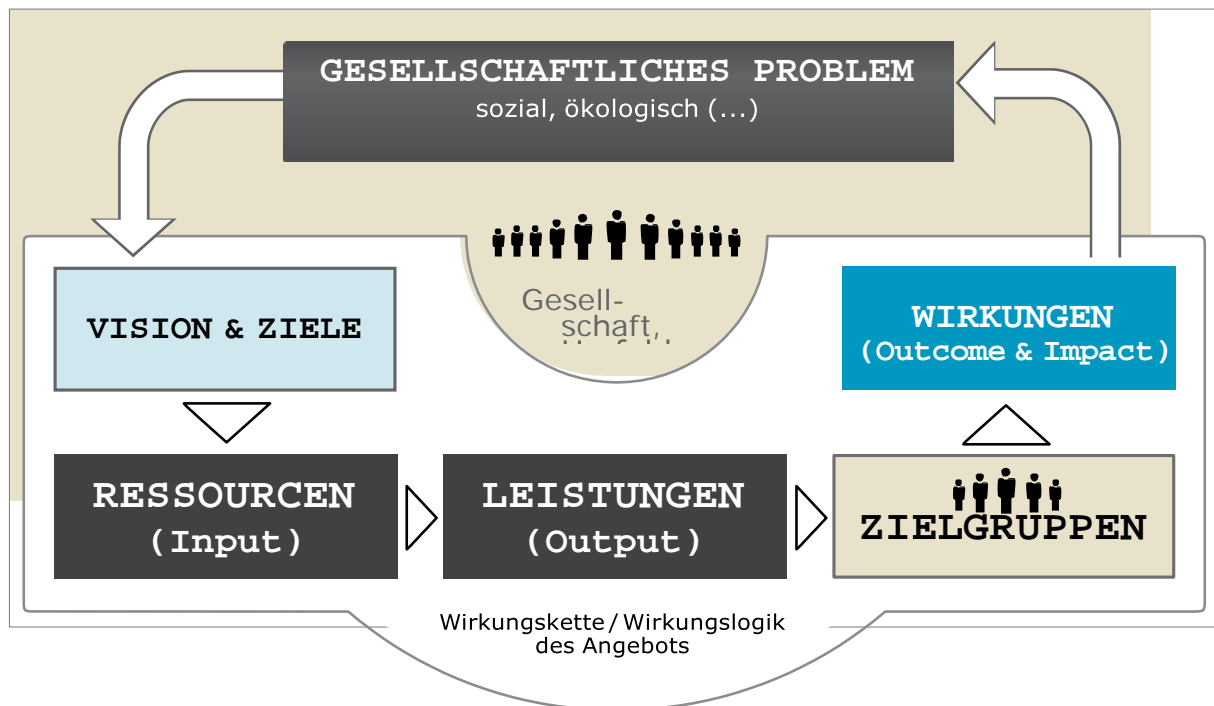 GESELLSCHAFTLICHES PROBLEM
sozial, ökologisch (...)
Gesell-
schaft,
VISION & ZIELE
WIRKUNGEN
(Outcome & Impact)
RESSOURCEN
(Input)
LEISTUNGEN
(Output)
ZIELGRUPPEN
Wirkungskette / Wirkungslogik
des Angebots